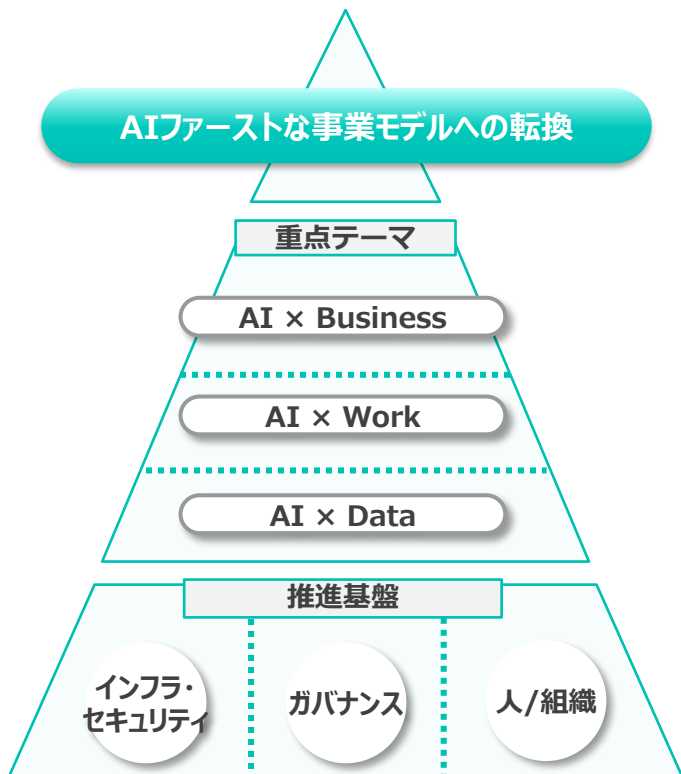 AIファーストな事業モデルへの転換
重点テーマ
AI × Business
AI × Work
AI × Data
推進基盤
インフラ・
セキュリティ
ガバナンス
人/組織